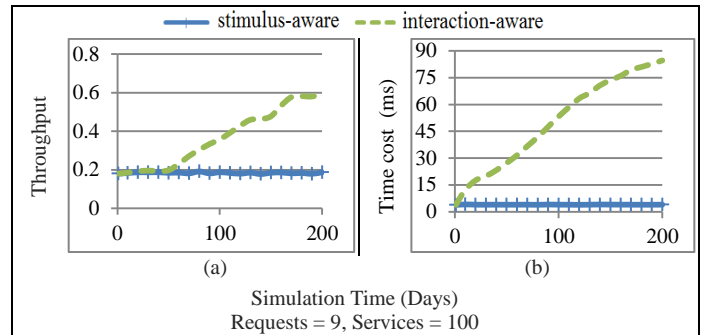 stimulus-aware interaction-aware
Throughput
0.8
0.6
0.4
0.2
0
0 100 200
(a)
Time cost (ms)
90
75
60
45
30
15
0
0 100 200
(b)
Simulation Time (Days)
Requests = 9, Services = 100